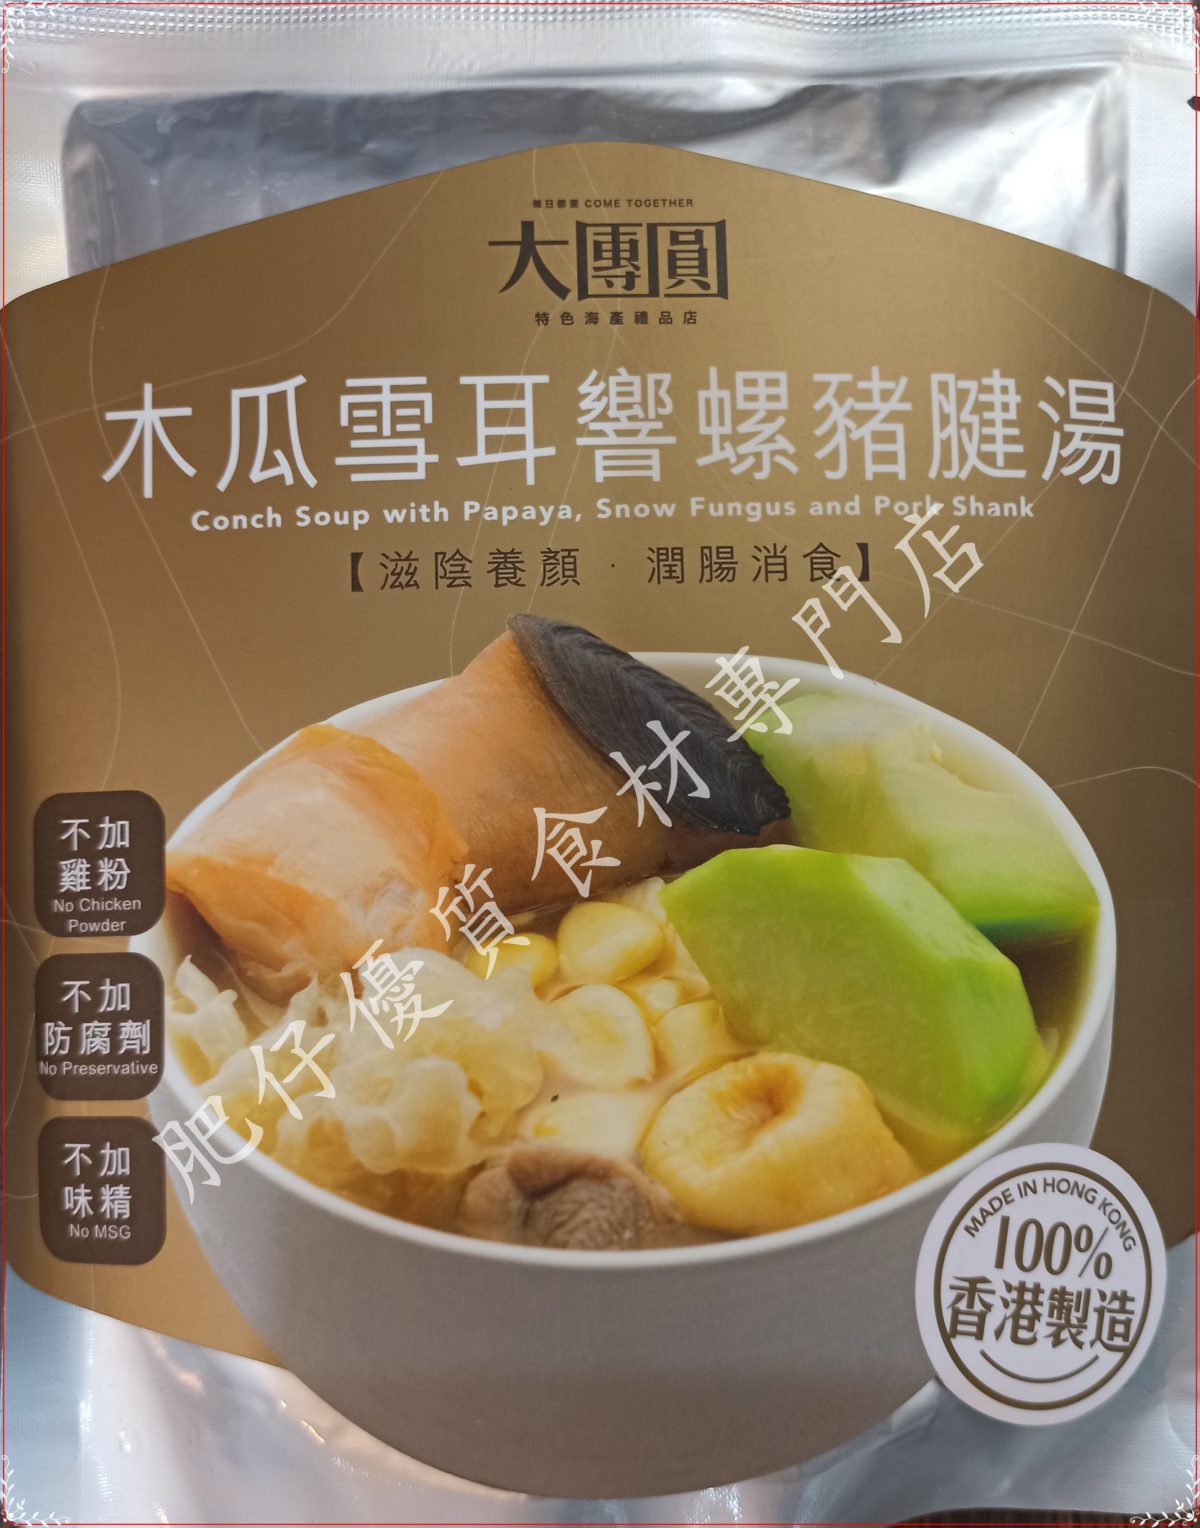 每日都要 COME TOGETHER
大團圓
特色海產禮品店
木瓜雪耳響螺豬腱湯
Conch Soup with Papaya, Snow Fungus and Pork Shank
【滋陰養顏 · 潤腸消食】
肥仔優質食材專門店
不加
雞粉
No Chicken
Powder
不加
防腐劑
No Preservative
不加
味精
No MSG
MADE IN HONG KONG
100%
香港製造